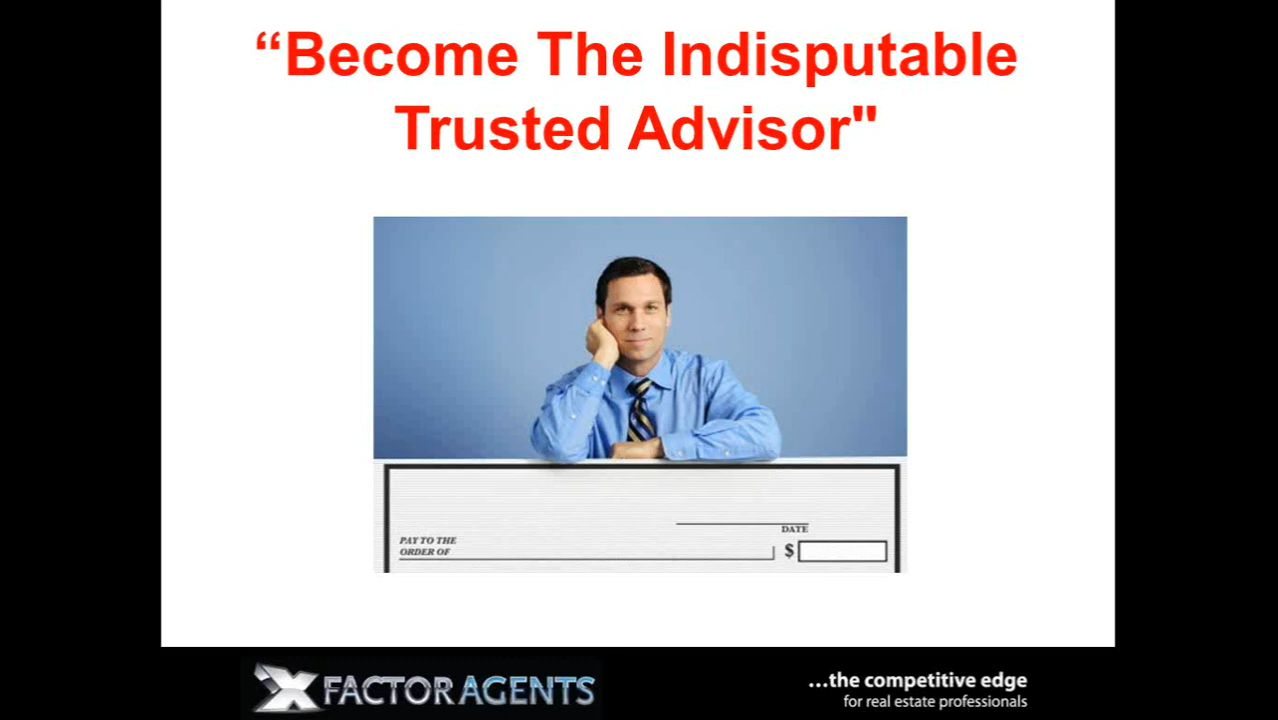 “Become The Indisputable
Trusted Advisor"
DATE
PAY TO THE
ORDER OF
$
X FACTOR AGENTS
...the competitive edge
for real estate professionals